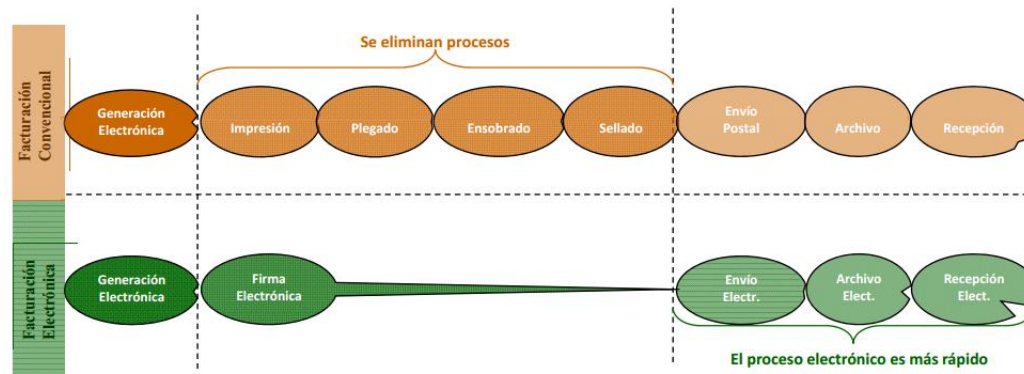 Se eliminan procesos
Facturación
Convencional
Generación
Electrónica
Impresión
Plegado
Ensobrado
Sellado
Envío
Postal
Archivo
Recepción
Facturación
Electrónica
Generación
Electrónica
Firma
Electrónica
Envío
Electr.
Archivo
Elect.
Recepción
Elect.
El proceso electrónico es más rápido